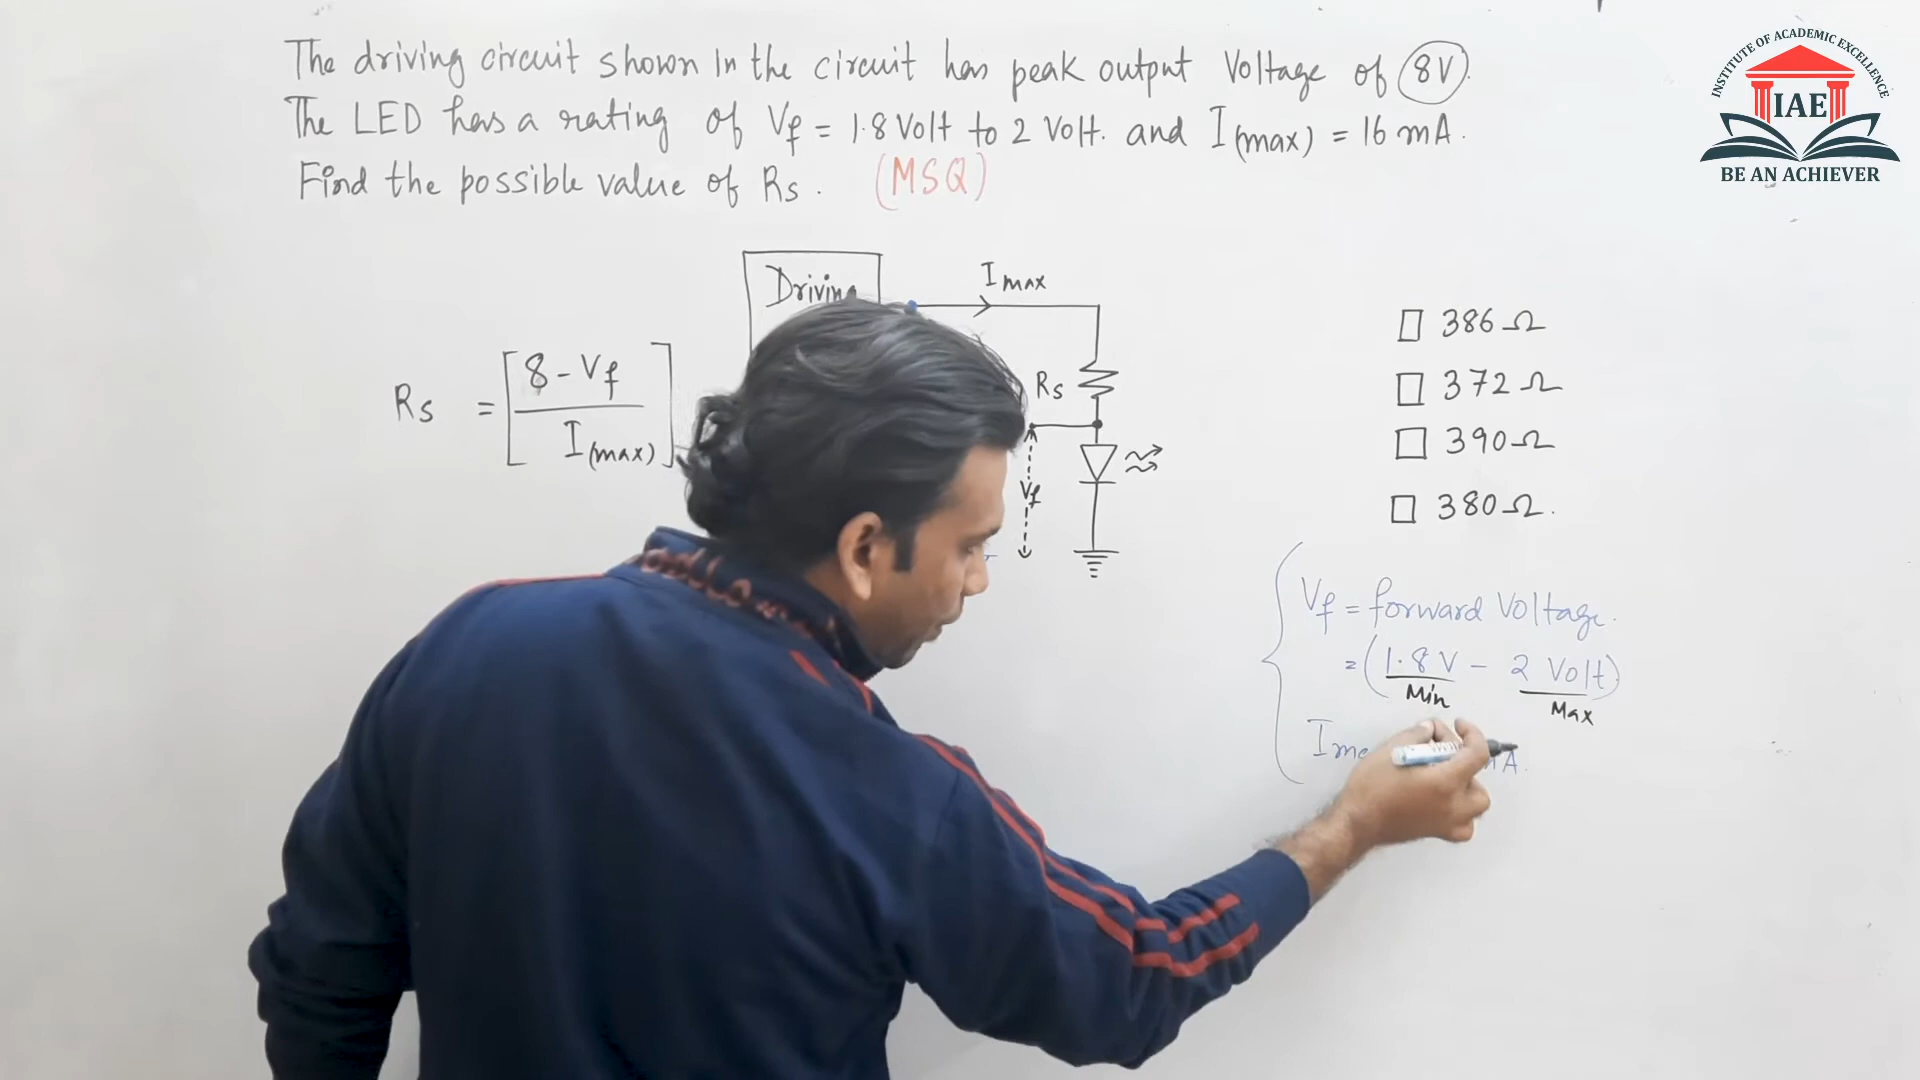 The driving circuit shown In the circuit has peak output Voltage of 8V.
The LED has a rating of Vf = 1.8 Volt to 2 Volt. and I(max) = 16 mA.
Find the possible value of Rs. (MSQ)
INSTITUTE OF ACADEMIC EXCELLENCE
IAE
BE AN ACHIEVER
Driving
I max
Rs = [8 - Vf / I(max)]
Rs
Vf
386 Ω
372 Ω
390 Ω
380 Ω.
Vf = forward Voltage.
= (1.8 V - 2 Volt)
Min Max